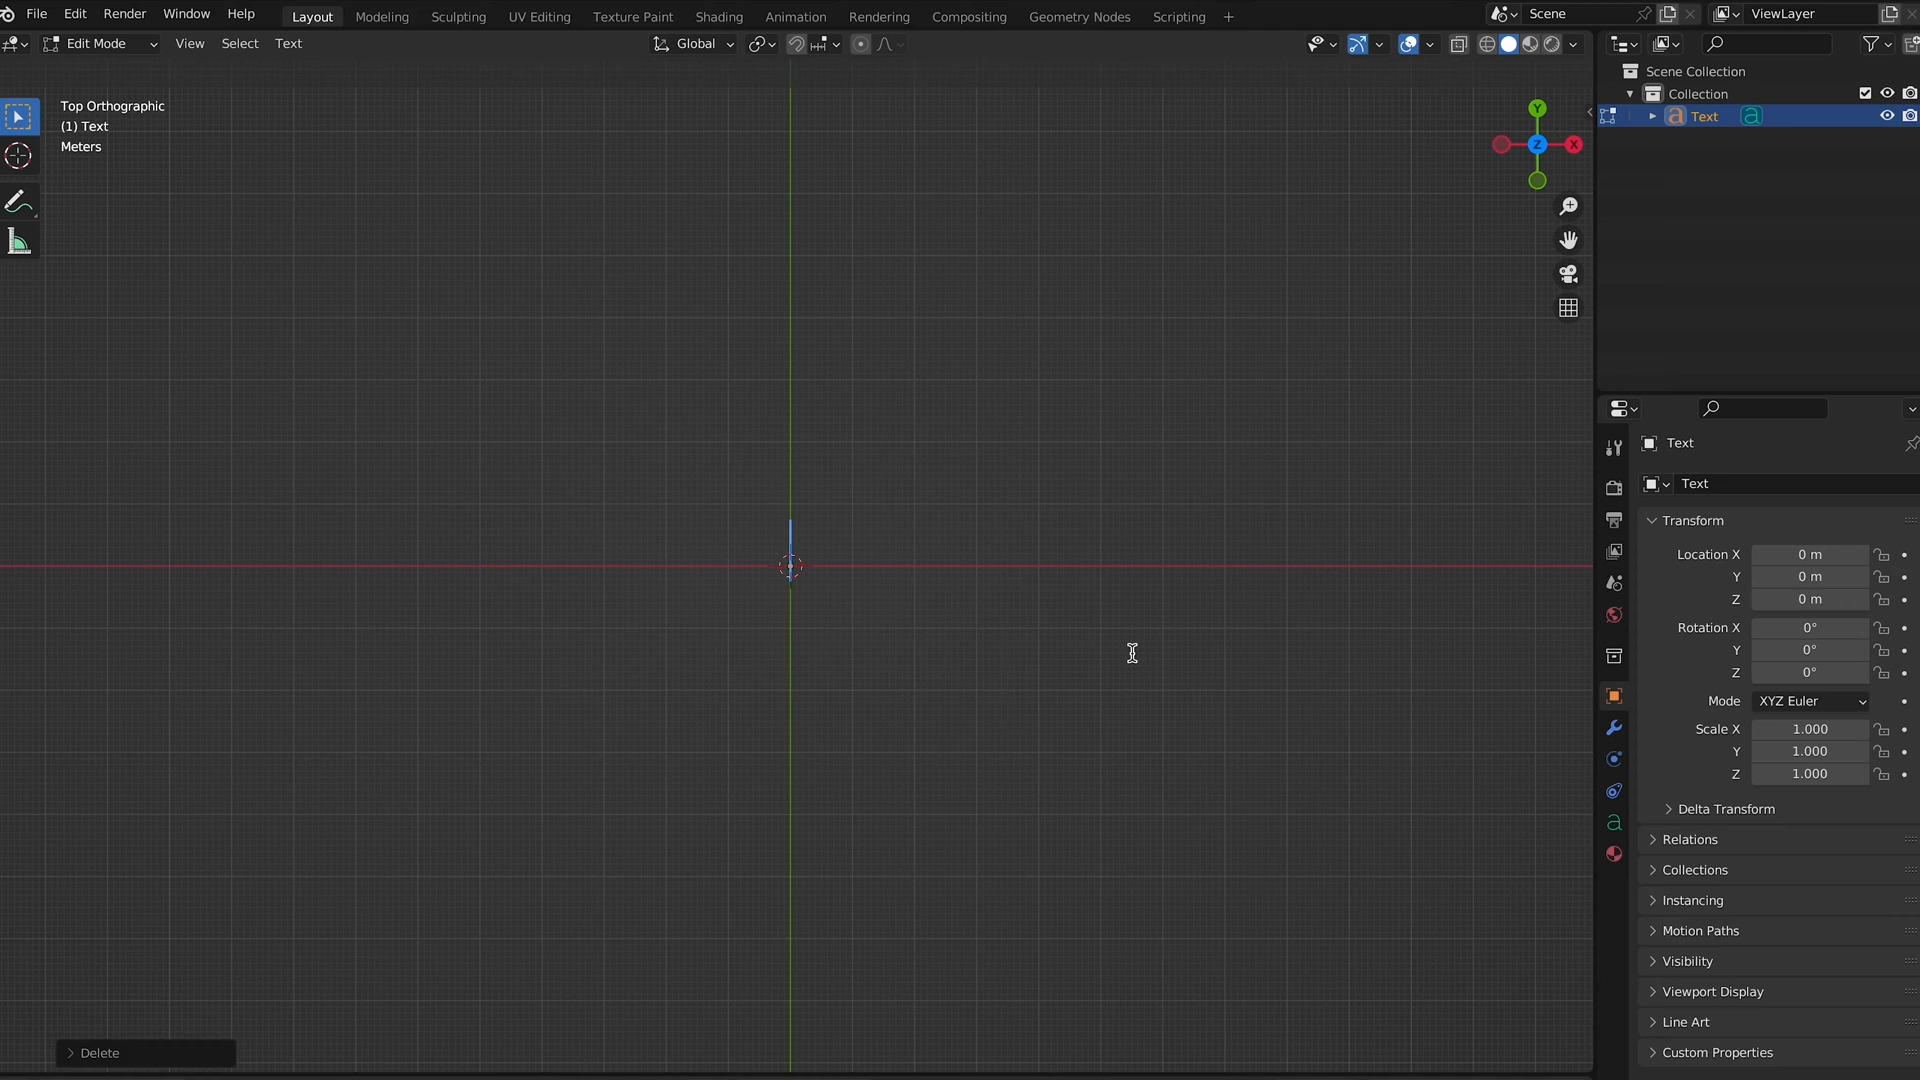 File Edit Render Window Help Layout Modeling Sculpting UV Editing Texture Paint Shading Animation Rendering Compositing Geometry Nodes Scripting + Scene ViewLayer
Edit Mode View Select Text Global
Scene Collection
Collection
Text
Top Orthographic
(1) Text
Meters
Y
Z X
Text
Text
Transform
Location X 0 m
Y 0 m
Z 0 m
Rotation X 0°
Y 0°
Z 0°
Mode XYZ Euler
Scale X 1.000
Y 1.000
Z 1.000
Delta Transform
Relations
Collections
Instancing
Motion Paths
Visibility
Viewport Display
Line Art
Custom Properties
Delete